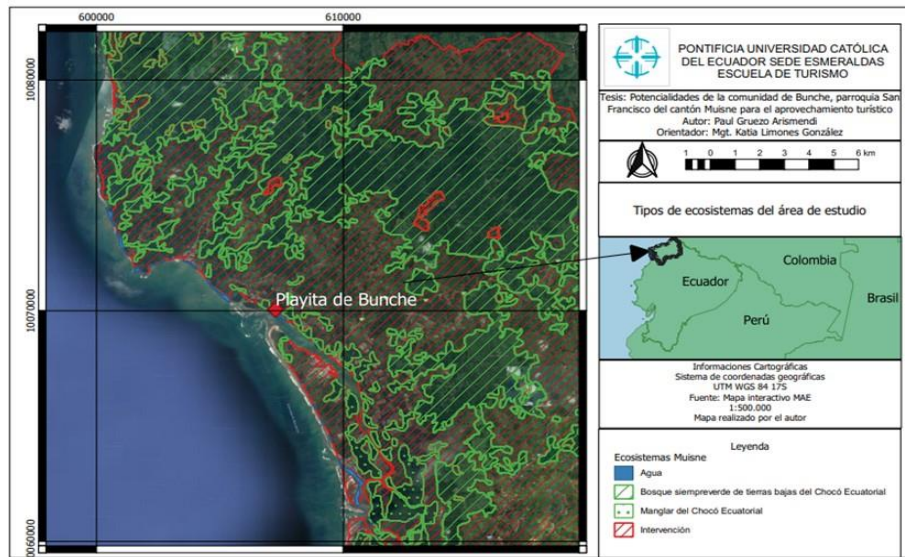 600000
610000
10080000
10070000
10060000
Playita de Bunche
PONTIFICIA UNIVERSIDAD CATÓLICA
DEL ECUADOR SEDE ESMERALDAS
ESCUELA DE TURISMO
Tesis: Potencialidades de la comunidad de Bunche, parroquia San
Francisco del cantón Muisne para el aprovechamiento turístico
Autor: Paul Gruezo Arismendi
Orientador: Mgt. Katia Limones González
1 0 1 2 3 4 5 6 km
Tipos de ecosistemas del área de estudio
Colombia
Ecuador
Brasil
Perú
Informaciones Cartográficas
Sistema de coordenadas geográficas
UTM WGS 84 17S
Fuente: Mapa interactivo MAE
1:500.000
Mapa realizado por el autor
Leyenda
Ecosistemas Muisne
Agua
Bosque siempreverde de tierras bajas del Chocó Ecuatorial
Manglar del Chocó Ecuatorial
Intervención